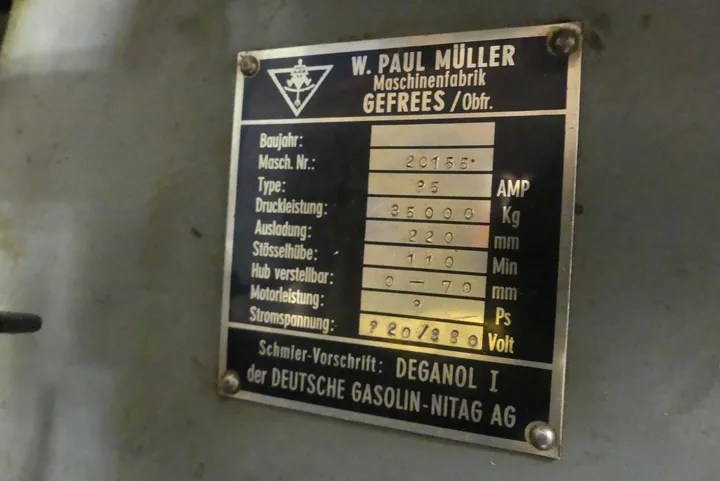 W. PAUL MÜLLER
Maschinenfabrik
GEFREES/Obfr.
Baujahr:
Masch. Nr.: 20155
Type: 35 AMP
Druckleistung: 35000 Kg
Ausladung: 220 mm
Stösselhübe: 110 Min
Hub verstellbar: 0 — 70 mm
Motorleistung: Ps
Stromspannung: 220/380 Volt
Schmier-Vorschrift: DEGANOL I
der DEUTSCHE GASOLIN-NITAG AG